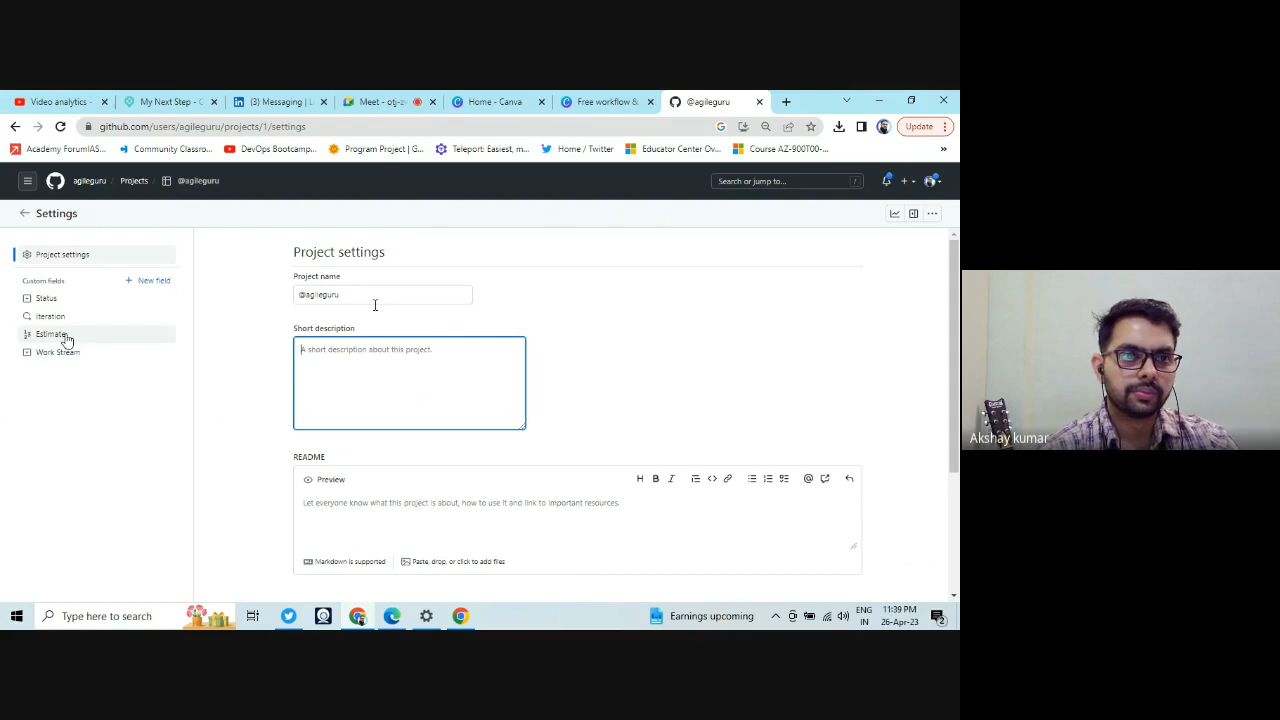 Video analytics -
My Next Step - C
(3) Messaging | L
Meet - otj-z
Home - Canva
Free workflow &
@agileguru
github.com/users/agileguru/projects/1/settings
Update
Academy ForumIAS...
Community Classro...
DevOps Bootcamp...
Program Project | G...
Teleport: Easiest, m...
Home / Twitter
Educator Center Ov...
Course AZ-900T00-...
»
agileguru / Projects / @agileguru
Search or jump to...
/
Settings
Project settings
Custom fields
+ New field
Status
Iteration
Estimate
Work Stream
Project settings
Project name
@agileguru
Short description
A short description about this project.
README
Preview
H B I
Let everyone know what this project is about, how to use it and link to important resources.
Markdown is supported
Paste, drop, or click to add files
Akshay kumar
Type here to search
Earnings upcoming
ENG
IN
11:39 PM
26-Apr-23
2